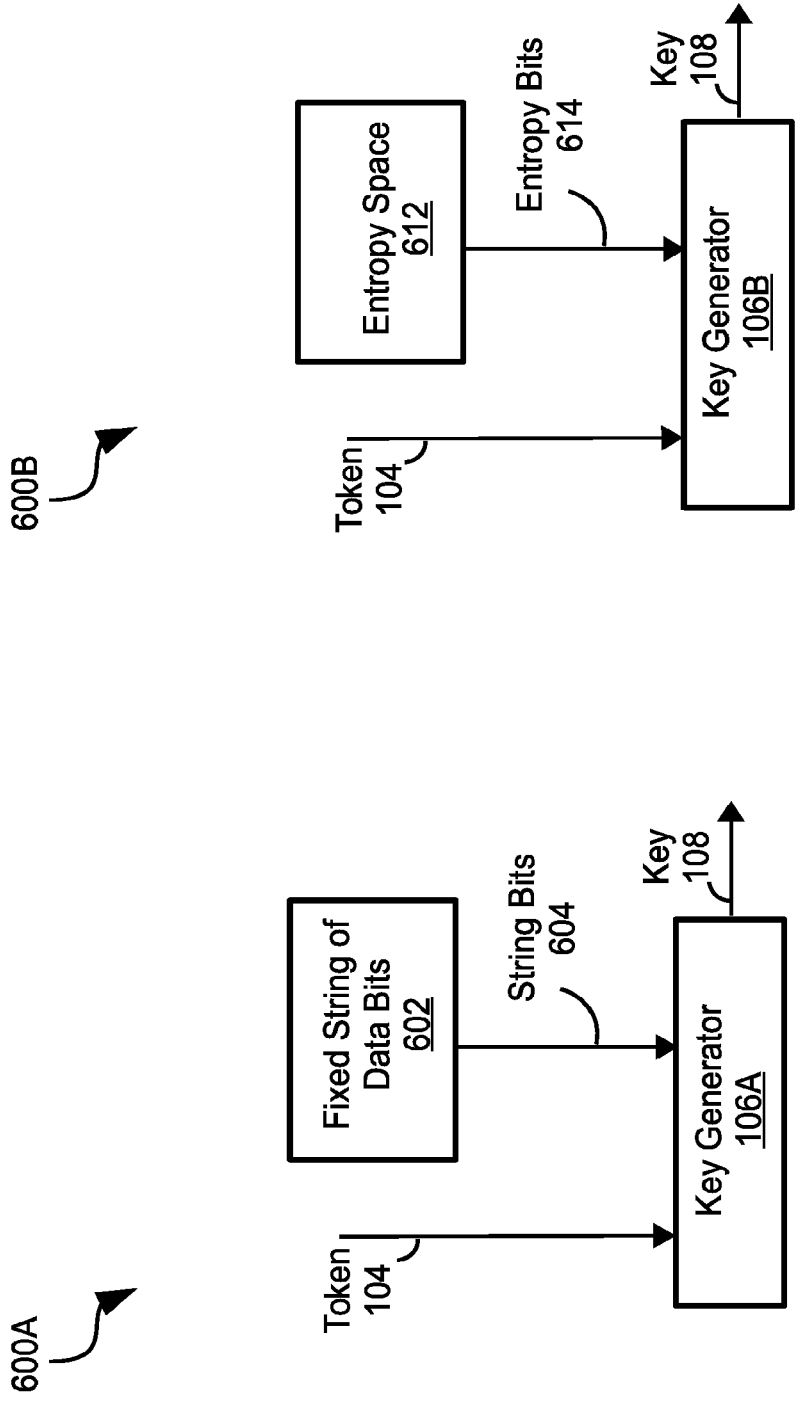 600A
Token
104
Fixed String of
Data Bits
602
String Bits
604
Key Generator
106A
Key
108
600B
Token
104
Entropy Space
612
Entropy Bits
614
Key Generator
106B
Key
108